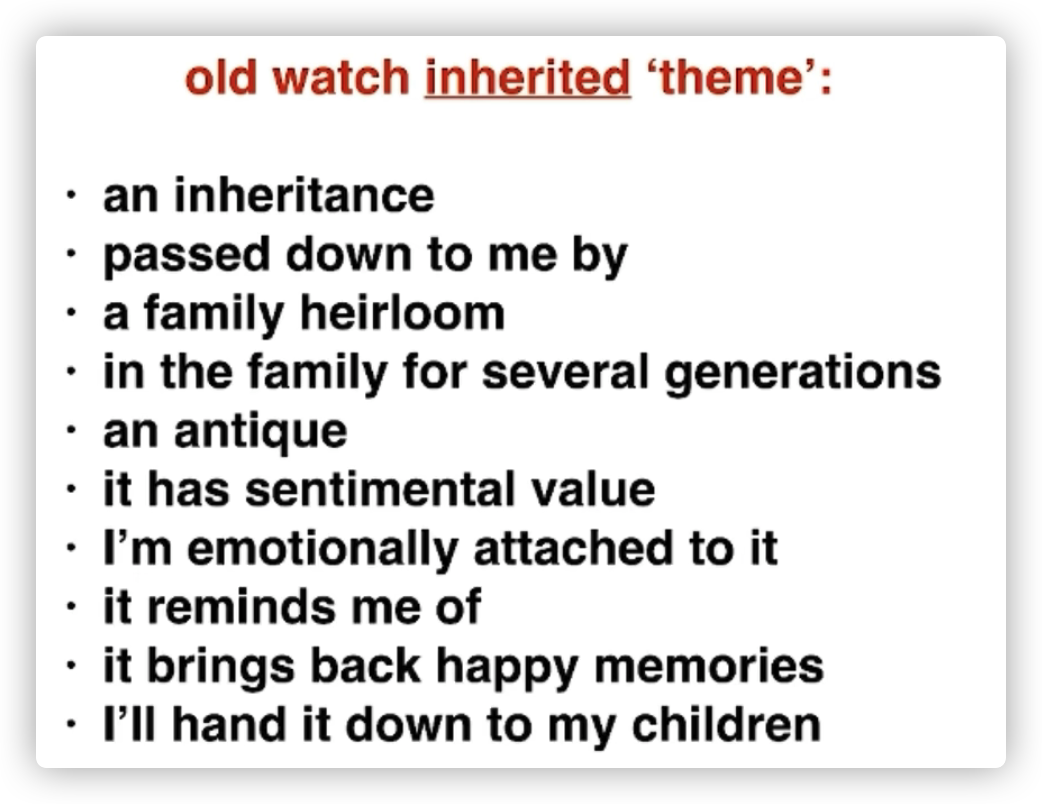 old watch inherited ‘theme’:
· an inheritance
· passed down to me by
· a family heirloom
· in the family for several generations
· an antique
· it has sentimental value
· I’m emotionally attached to it
· it reminds me of
· it brings back happy memories
· I’ll hand it down to my children